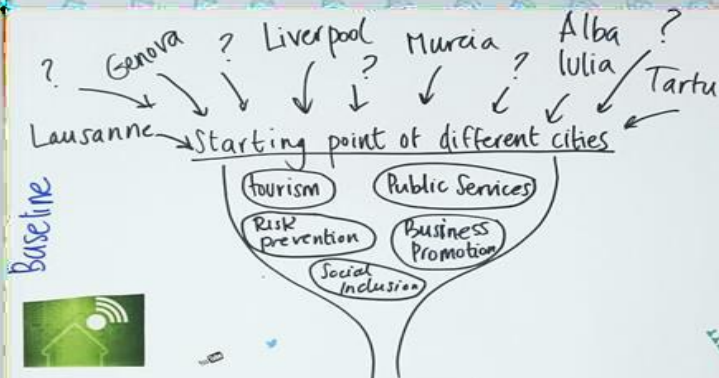 ?
Genova
?
Liverpool
?
Murcia
?
Alba
Iulia
?
Tartu
Lausanne
Starting point of different cities
tourism
Public Services
Risk
prevention
Business
Promotion
Social
Inclusion
Baseline